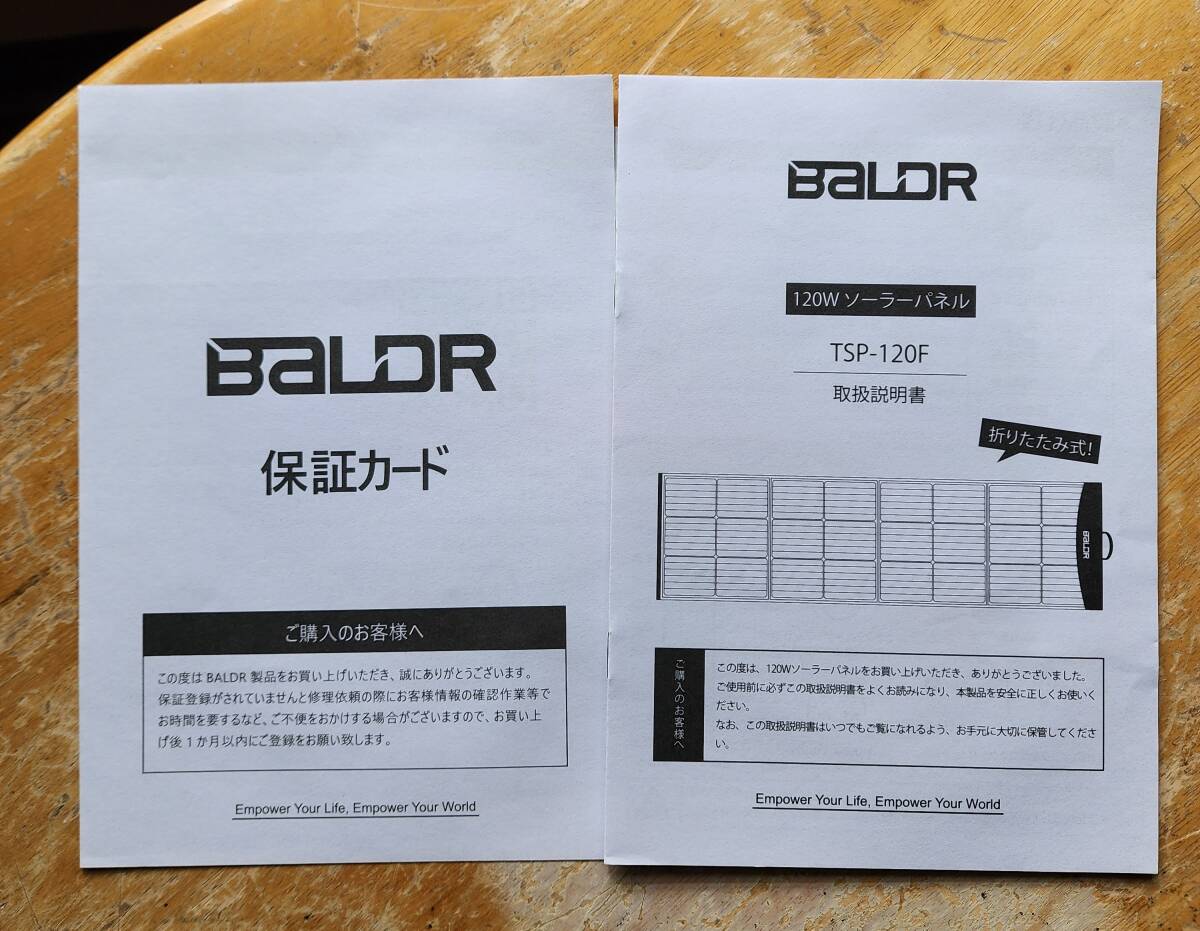 BALDR
保証カード
ご購入のお客様へ
この度は BALDR 製品をお買い上げいただき、誠にありがとうございます。
保証登録がされていませんと修理依頼の際にお客様情報の確認作業等で
お時間を要するなど、ご不便をおかけする場合がございますので、お買い上
げ後 1 か月以内にご登録をお願い致します。
Empower Your Life, Empower Your World
BALDR
120W ソーラーパネル
TSP-120F
取扱説明書
折りたたみ式!
BALDR
ご購入のお客様へ
この度は、120Wソーラーパネルをお買い上げいただき、ありがとうございました。
ご使用前に必ずこの取扱説明書をよくお読みになり、本製品を安全に正しくお使いく
ださい。
なお、この取扱説明書はいつでもご覧になれるよう、お手元に大切に保管してくださ
い。
Empower Your Life, Empower Your World